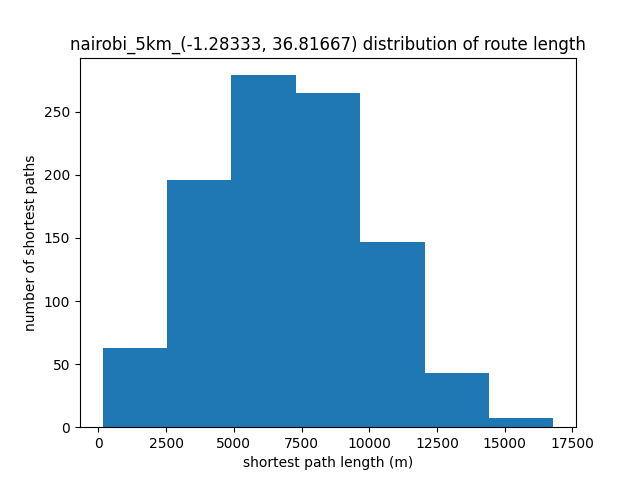 nairobi_5km_(-1.28333, 36.81667) distribution of route length
250
200
150
100
50
0
number of shortest paths
0 2500 5000 7500 10000 12500 15000 17500
shortest path length (m)